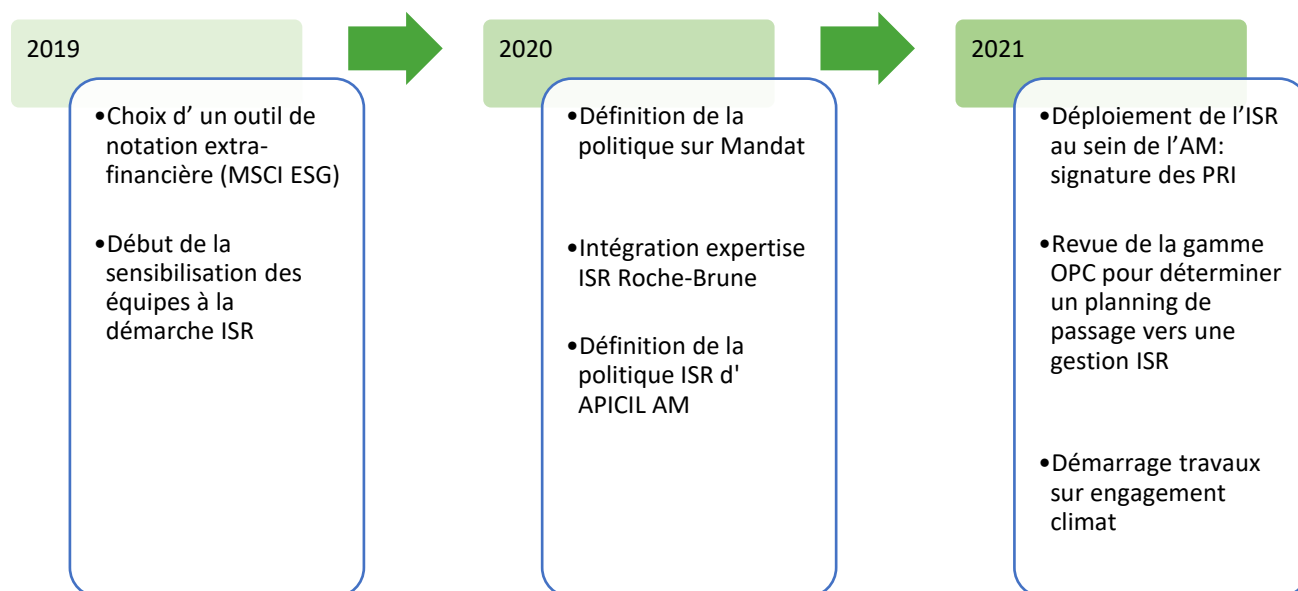 2019
•Choix d’ un outil de
notation extra-
financière (MSCI ESG)
•Début de la
sensibilisation des
équipes à la
démarche ISR
2020
•Définition de la
politique sur Mandat
•Intégration expertise
ISR Roche-Brune
•Définition de la
politique ISR d'
APICIL AM
2021
•Déploiement de l’ISR
au sein de l’AM:
signature des PRI
•Revue de la gamme
OPC pour déterminer
un planning de
passage vers une
gestion ISR
•Démarrage travaux
sur engagement
climat